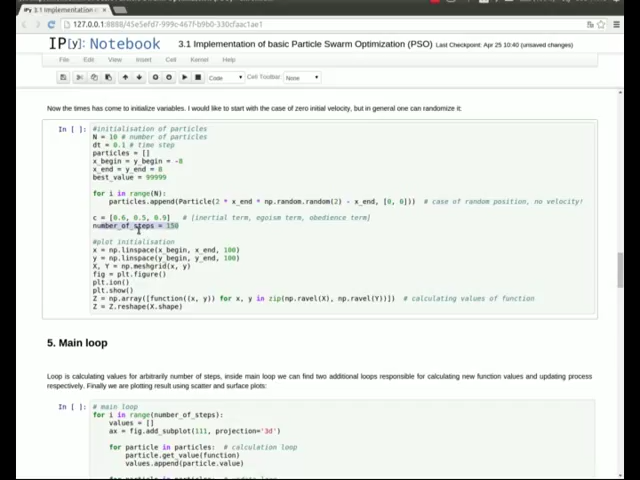 3.1 Implementation of
127.0.0.1:8888/45e5efd7-999c-467f-b9b0-330cfaac1ae1
IP[y]: Notebook
3.1 Implementation of basic Particle Swarm Optimization (PSO) Last Checkpoint: Apr 25 10:40 (unsaved changes)
File Edit View Insert Cell Kernel Help
Code Cell Toolbar: None
Now the times has come to initialize variables. I would like to start with the case of zero initial velocity, but in general one can randomize it.
In [ ]:
#initialisation of particles
N = 10 # number of particles
dt = 0.1 # time step
particles = []
x_begin = y_begin = -8
x_end = y_end = 8
best_value = 99999
for i in range(N):
particles.append(Particle(2 * x_end * np.random.random(2) - x_end, [0, 0])) # case of random position, no velocity!
c = [0.6, 0.5, 0.9] # [inertial term, egoism term, obedience term]
number_of_steps = 150
#plot initialisation
x = np.linspace(x_begin, x_end, 100)
y = np.linspace(y_begin, y_end, 100)
X, Y = np.meshgrid(x, y)
fig = plt.figure()
plt.ion()
plt.show()
Z = np.array([function((x, y)) for x, y in zip(np.ravel(X), np.ravel(Y))]) # calculating values of function
Z = Z.reshape(X.shape)
5. Main loop
Loop is calculating values for arbitrarily number of steps, inside main loop we can find two additional loops responsible for calculating new function values and updating process
respectively. Finally we are plotting result using scatter and surface plots:
In [ ]:
# main loop
for i in range(number_of_steps):
values = []
ax = fig.add_subplot(111, projection='3d')
for particle in particles: # calculation loop
particle.get_value(function)
values.append(particle.value)